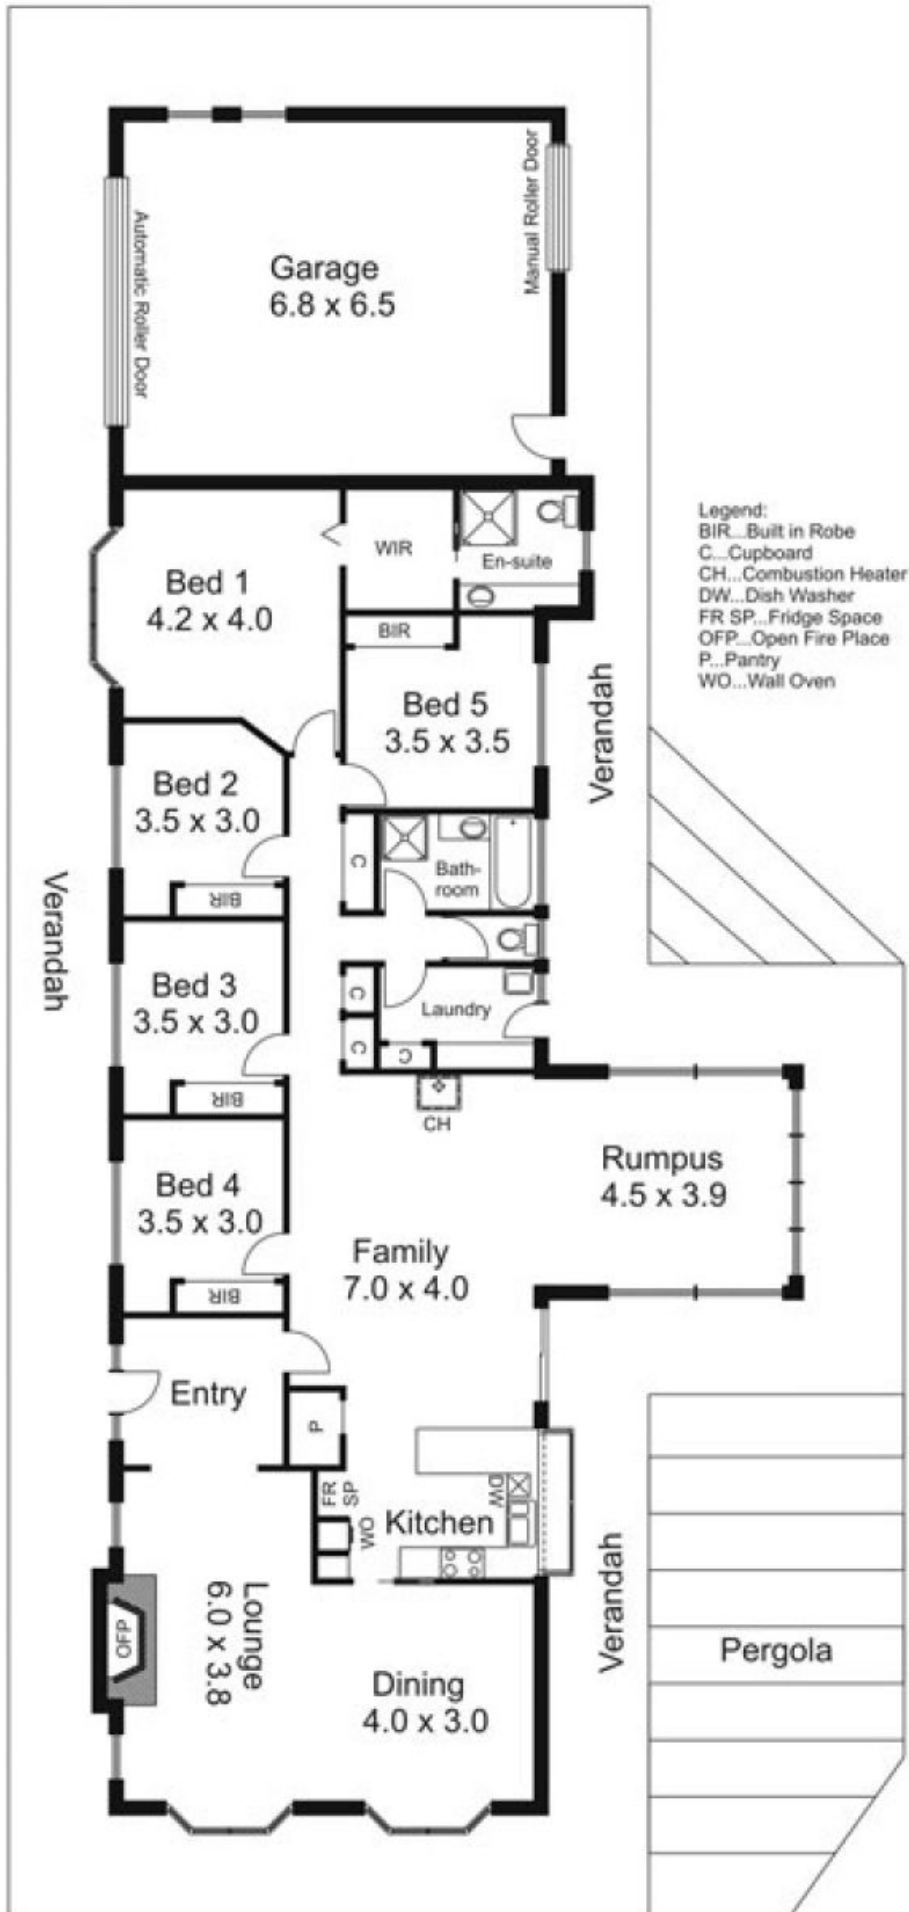 Manual Roller Door
Automatic Roller Door
Garage
6.8 x 6.5
Legend:
BIR...Built in Robe
C...Cupboard
CH...Combustion Heater
DW...Dish Washer
FR SP...Fridge Space
OFP...Open Fire Place
P...Pantry
WO...Wall Oven
WIR
En-suite
Bed 1
4.2 x 4.0
BIR
Bed 5
3.5 x 3.5
Verandah
Bed 2
3.5 x 3.0
BIR
C
Bath-
room
Verandah
Bed 3
3.5 x 3.0
BIR
C
C
Laundry
C
CH
Rumpus
4.5 x 3.9
Bed 4
3.5 x 3.0
BIR
Family
7.0 x 4.0
Entry
P
FR
SP
DW
WO
Kitchen
Verandah
OFP
Lounge
6.0 x 3.8
Dining
4.0 x 3.0
Pergola